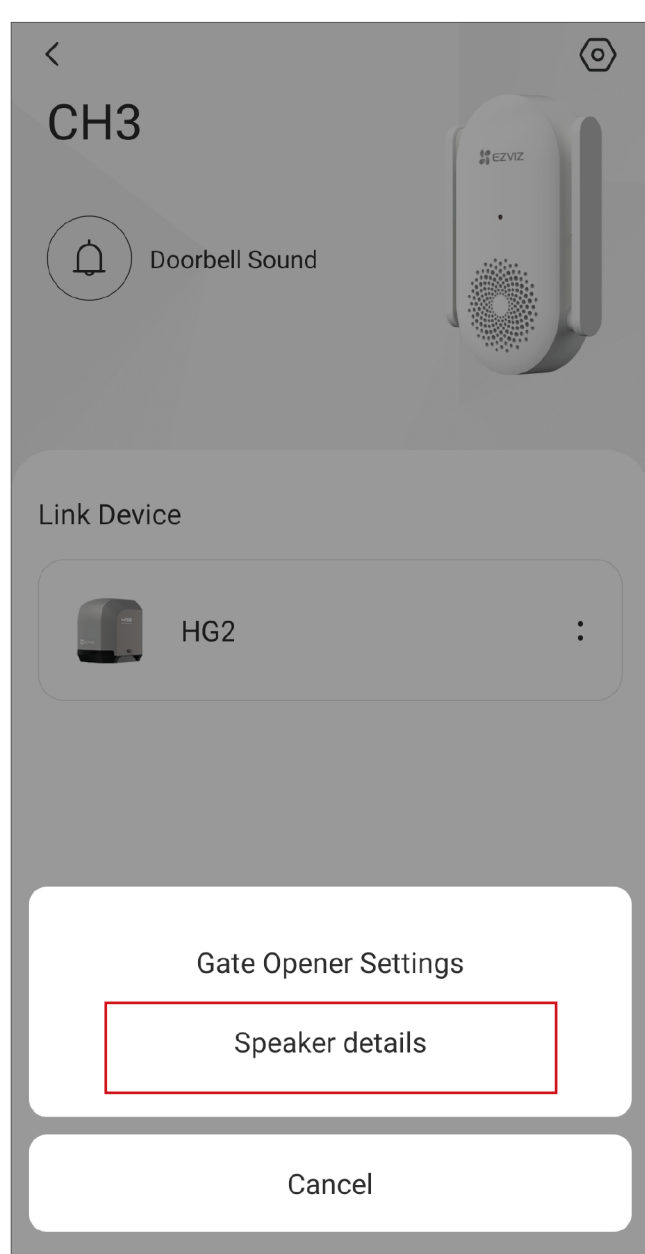 CH3
EZVIZ
Doorbell Sound
Link Device
HG2
Gate Opener Settings
Speaker details
Cancel